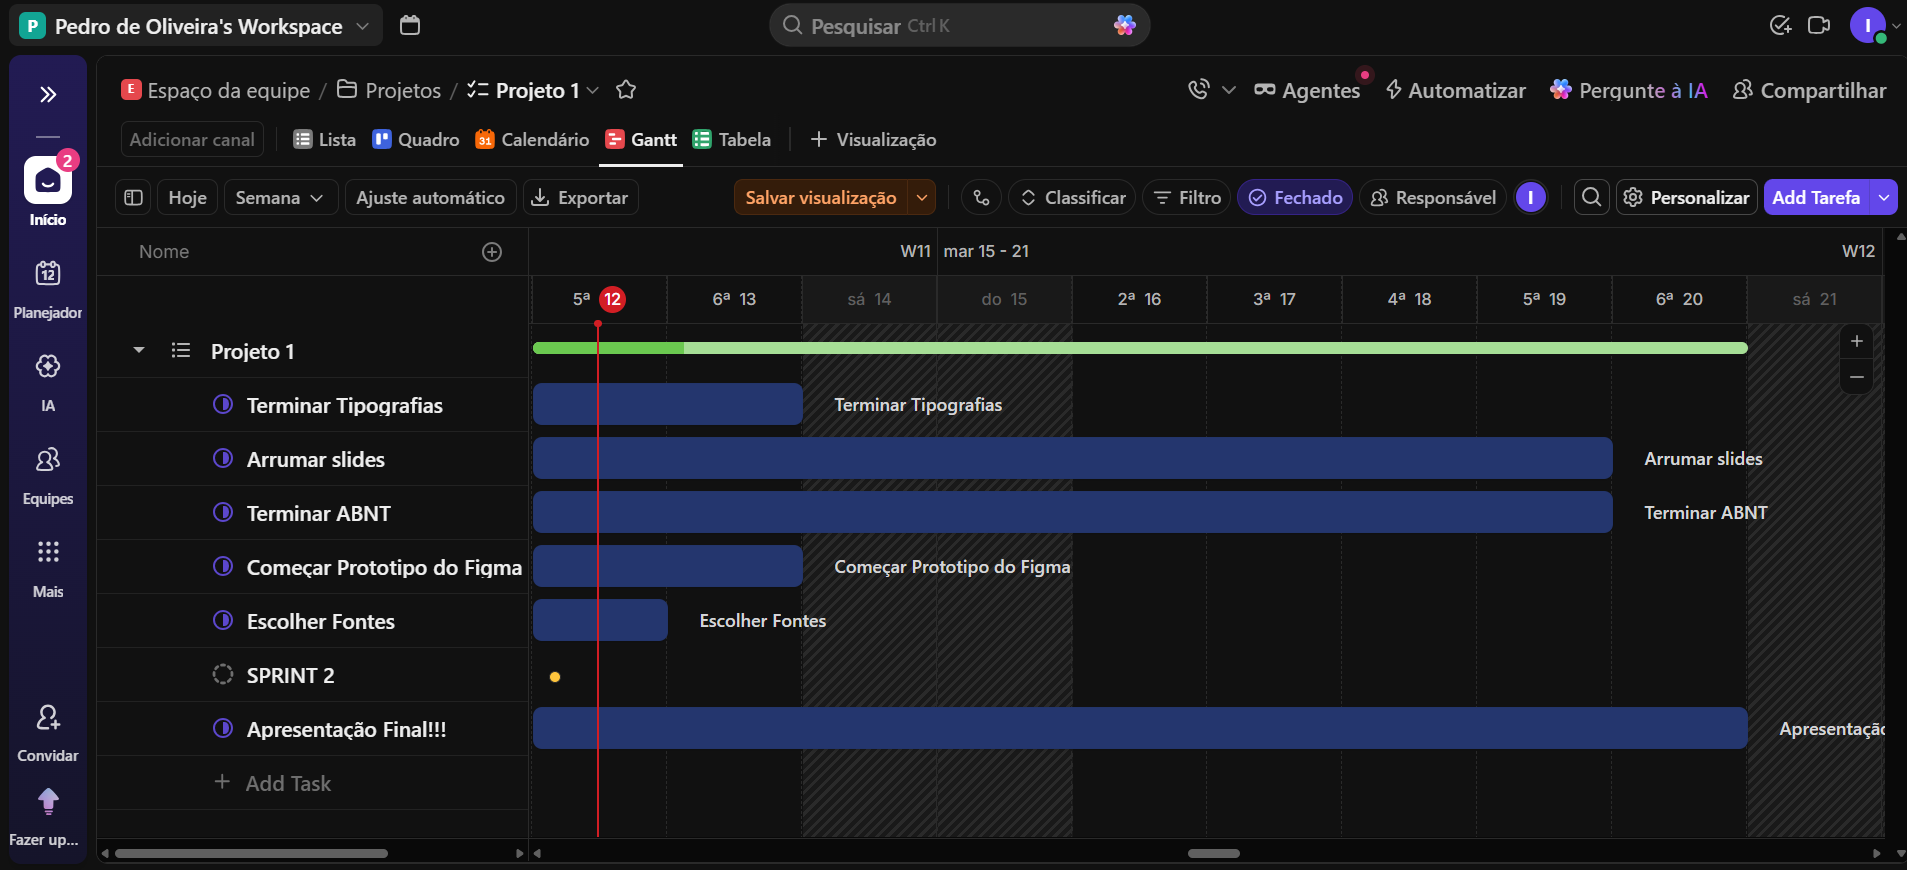 P Pedro de Oliveira's Workspace
Pesquisar Ctrl K
I
E Espaço da equipe / Projetos / Projeto 1
Agentes
Automatizar
Pergunte à IA
Compartilhar
Adicionar canal
Lista
Quadro
31 Calendário
Gantt
Tabela
+ Visualização
Hoje
Semana
Ajuste automático
Exportar
Salvar visualização
Classificar
Filtro
Fechado
Responsável
I
Personalizar
Add Tarefa
2
Início
12
Planejador
IA
Equipes
Mais
Convidar
Fazer up...
Nome
W11
mar 15 - 21
W12
5ª 12
6ª 13
sá 14
do 15
2ª 16
3ª 17
4ª 18
5ª 19
6ª 20
sá 21
Projeto 1
Terminar Tipografias
Terminar Tipografias
Arrumar slides
Arrumar slides
Terminar ABNT
Terminar ABNT
Começar Prototipo do Figma
Começar Prototipo do Figma
Escolher Fontes
Escolher Fontes
SPRINT 2
Apresentação Final!!!
Apresentação
+ Add Task